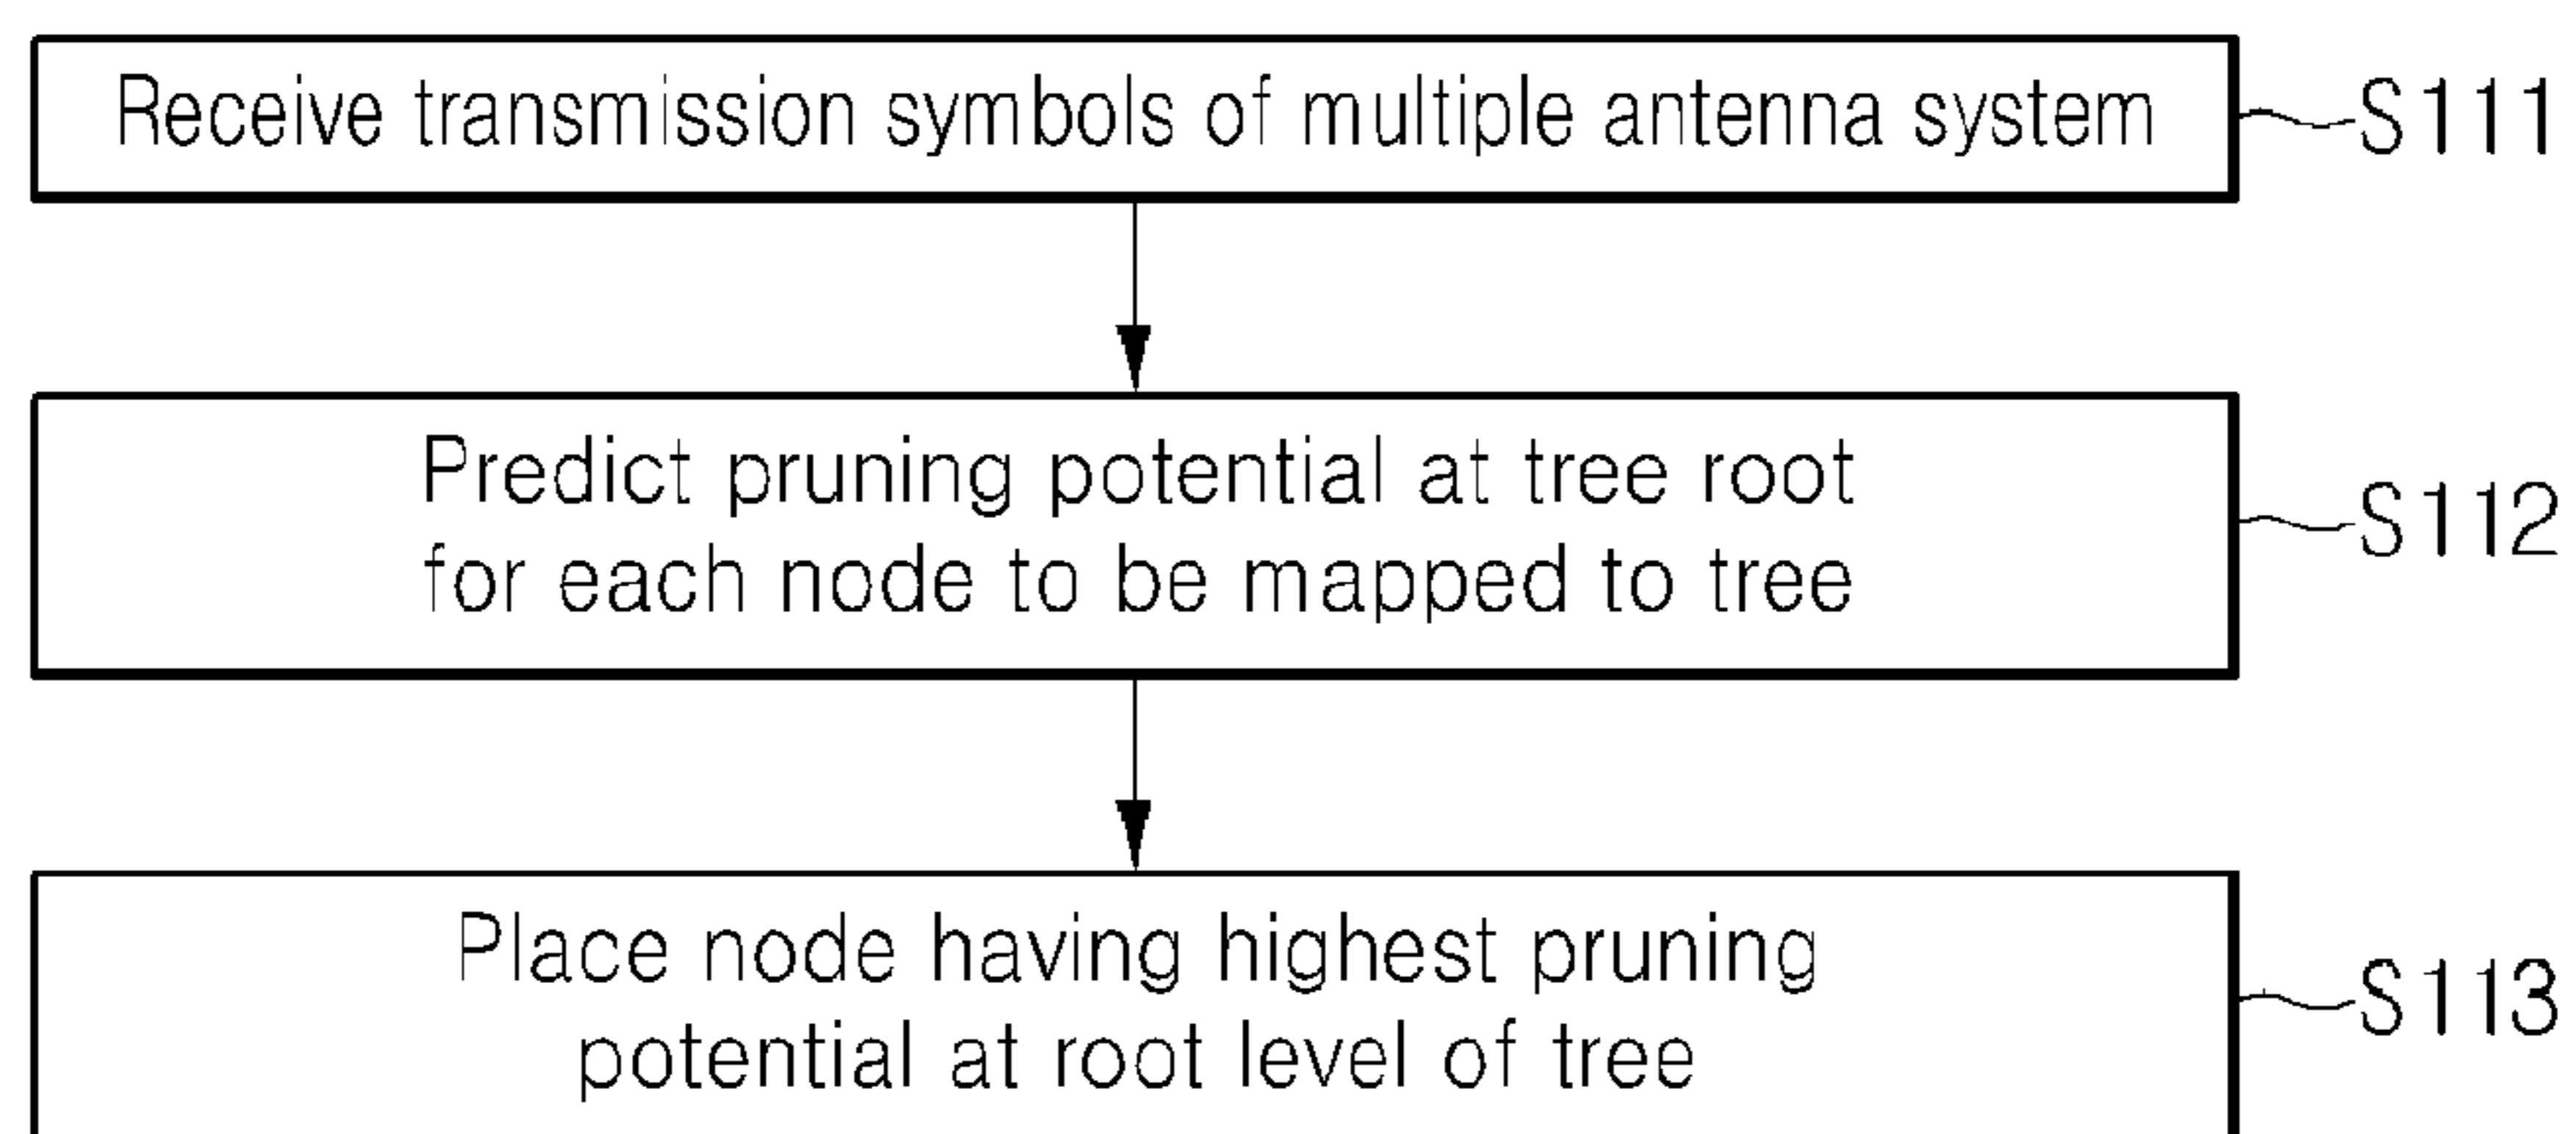 Receive transmission symbols of multiple antenna system
S111
Predict pruning potential at tree root
for each node to be mapped to tree
S112
Place node having highest pruning
potential at root level of tree
S113